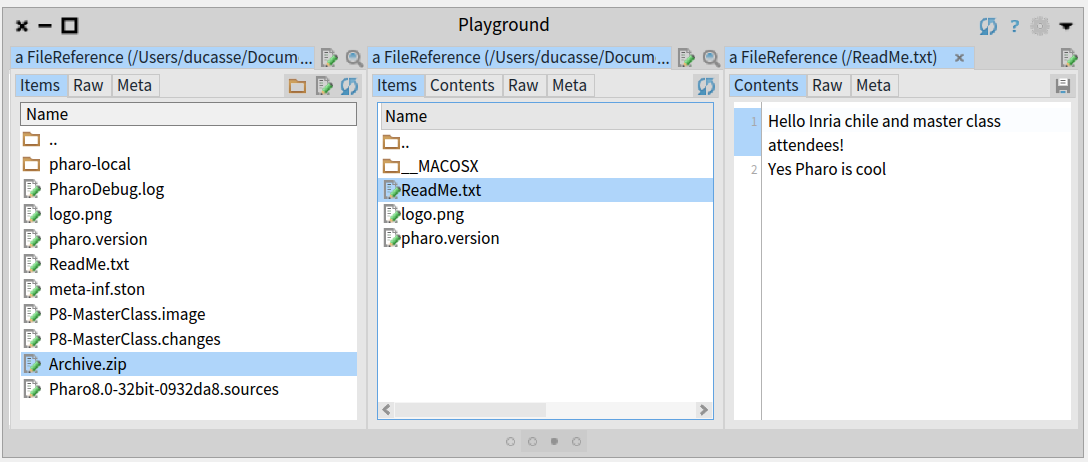 Playground
?
a FileReference (/Users/ducasse/Docum ...
Items Raw Meta
Name
..
pharo-local
PharoDebug.log
logo.png
pharo.version
ReadMe.txt
meta-inf.ston
P8-MasterClass.image
P8-MasterClass.changes
Archive.zip
Pharo8.0-32bit-0932da8.sources
a FileReference (/Users/ducasse/Docum ...
Items Contents Raw Meta
Name
..
__MACOSX
ReadMe.txt
logo.png
pharo.version
a FileReference (/ReadMe.txt)
Contents Raw Meta
1 Hello Inria chile and master class
attendees!
2 Yes Pharo is cool